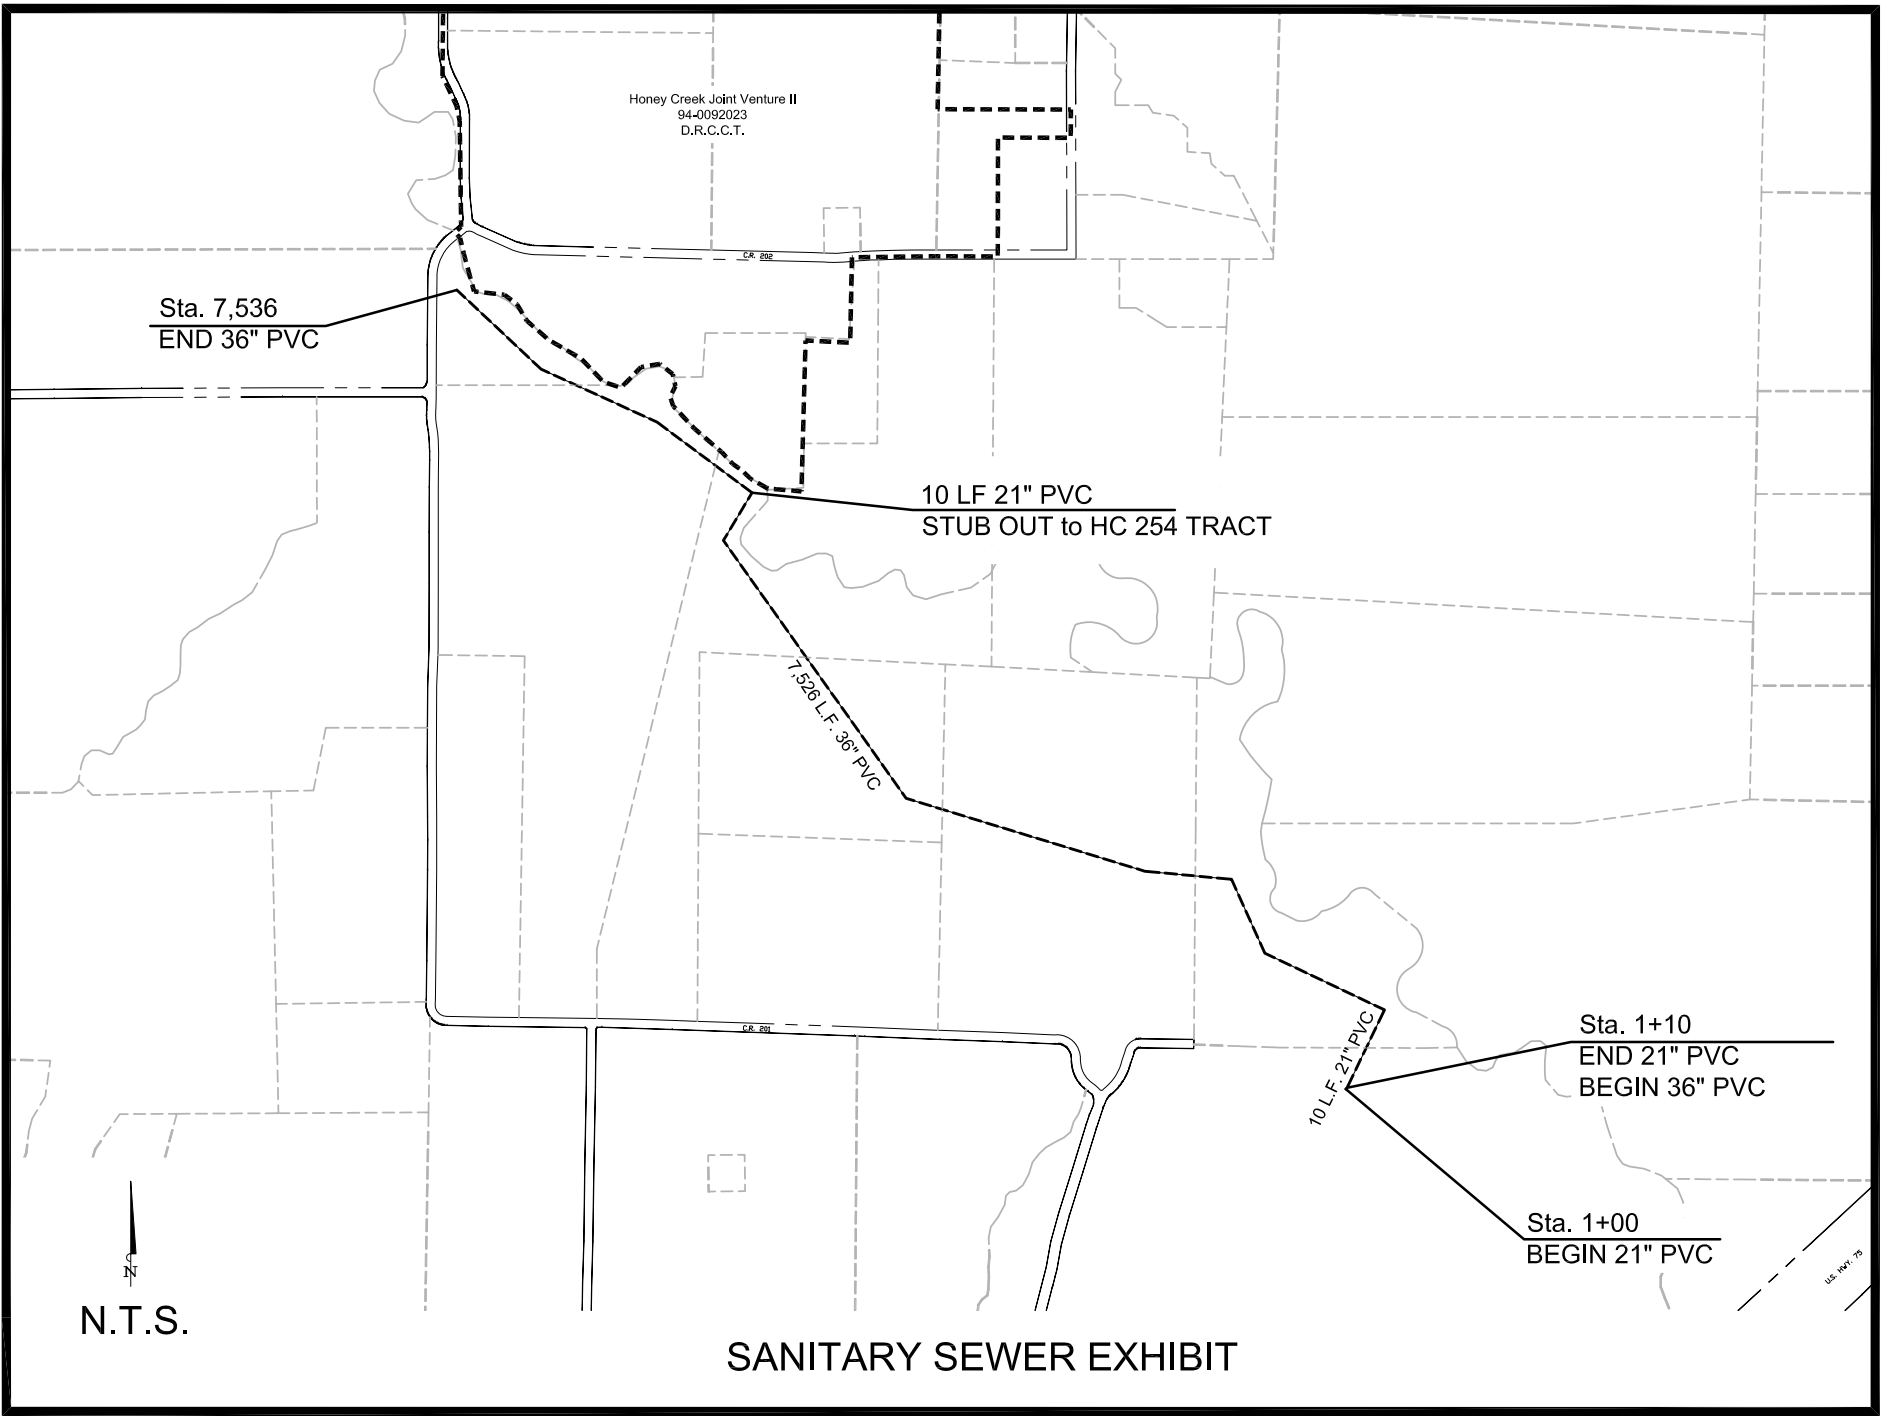 Honey Creek Joint Venture II
94-0092023
D.R.C.C.T.
C.R. 202
Sta. 7,536
END 36" PVC
10 LF 21" PVC
STUB OUT to HC 254 TRACT
7,526 L.F. 36" PVC
10 L.F. 21" PVC
Sta. 1+10
END 21" PVC
BEGIN 36" PVC
C.R. 201
Sta. 1+00
BEGIN 21" PVC
U.S. HWY. 75
N
N.T.S.
SANITARY SEWER EXHIBIT